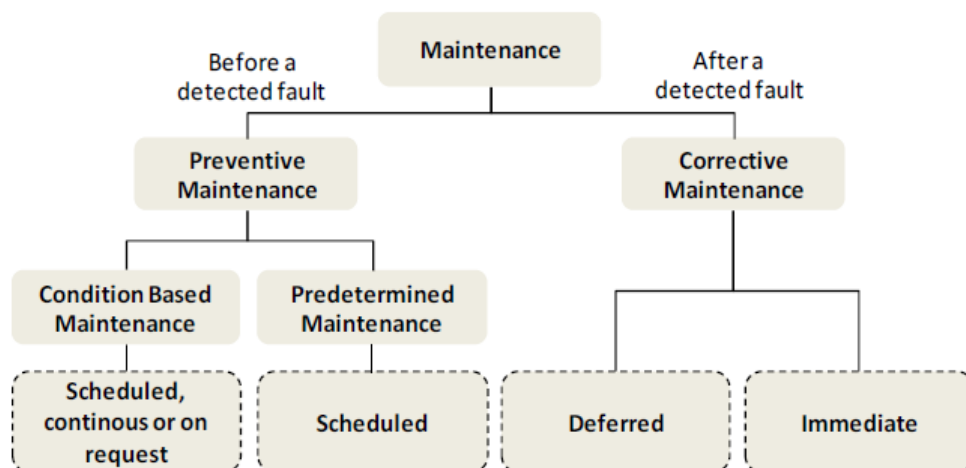 Maintenance
Before a
detected fault
After a
detected fault
Preventive
Maintenance
Corrective
Maintenance
Condition Based
Maintenance
Predetermined
Maintenance
Scheduled,
continous or on
request
Scheduled
Deferred
Immediate